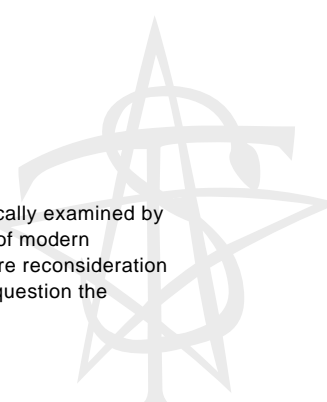 cally examined by
of modern
re reconsideration
question the